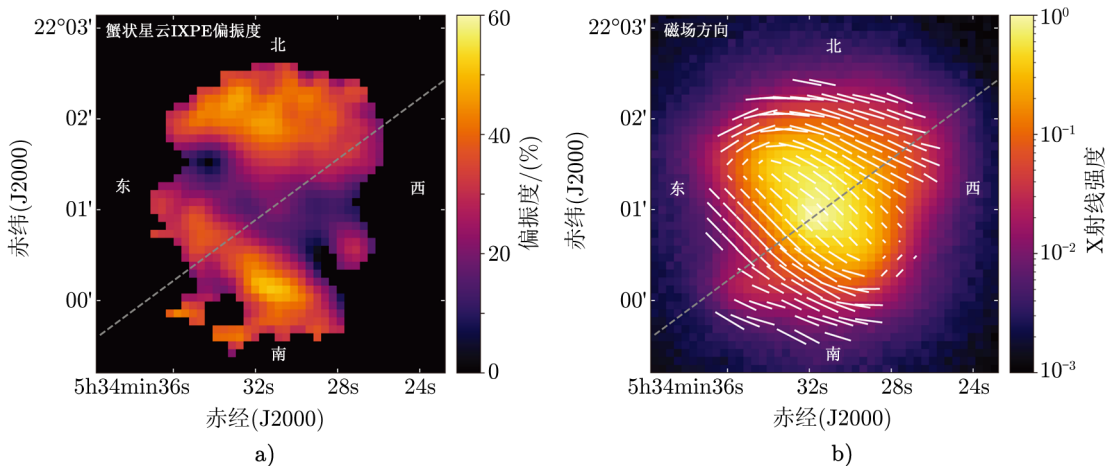 蟹状星云IXPE偏振度
北
东
西
南
22°03'
02'
01'
00'
赤纬(J2000)
5h34min36s
32s
28s
24s
赤经(J2000)
60
40
20
0
偏振度/(%)
a)
磁场方向
北
东
西
南
赤纬(J2000)
22°03'
02'
01'
00'
5h34min36s
32s
28s
24s
赤经(J2000)
10⁰
10⁻¹
10⁻²
10⁻³
X射线强度
b)